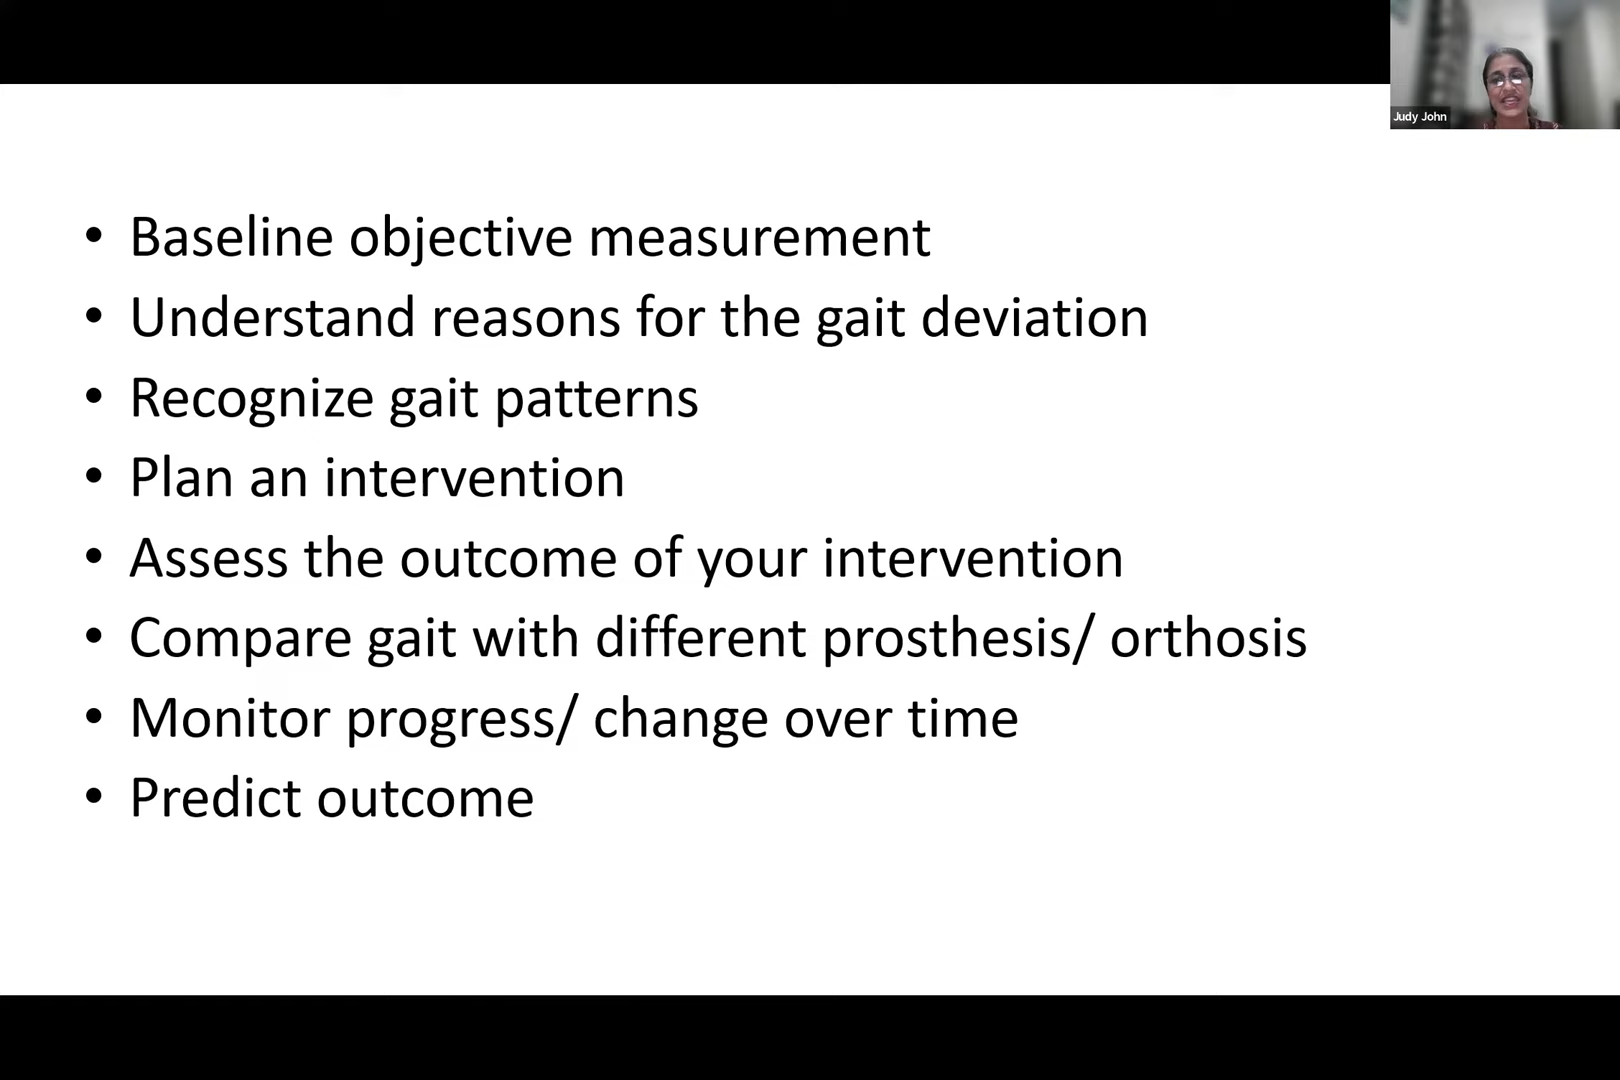 Judy John
• Baseline objective measurement
• Understand reasons for the gait deviation
• Recognize gait patterns
• Plan an intervention
• Assess the outcome of your intervention
• Compare gait with different prosthesis/ orthosis
• Monitor progress/ change over time
• Predict outcome